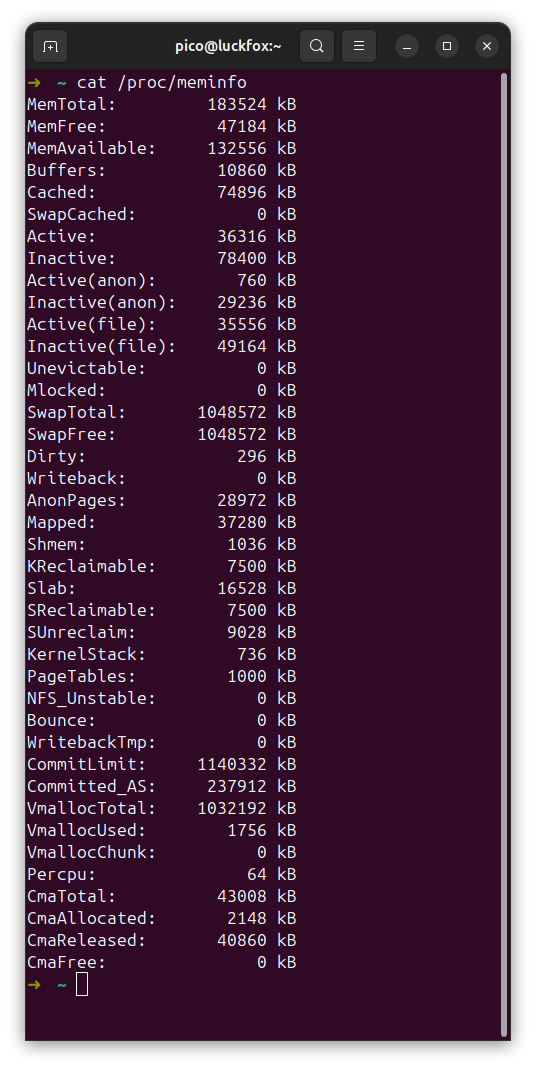 pico@luckfox:~
➜ ~ cat /proc/meminfo
MemTotal: 183524 kB
MemFree: 47184 kB
MemAvailable: 132556 kB
Buffers: 10860 kB
Cached: 74896 kB
SwapCached: 0 kB
Active: 36316 kB
Inactive: 78400 kB
Active(anon): 760 kB
Inactive(anon): 29236 kB
Active(file): 35556 kB
Inactive(file): 49164 kB
Unevictable: 0 kB
Mlocked: 0 kB
SwapTotal: 1048572 kB
SwapFree: 1048572 kB
Dirty: 296 kB
Writeback: 0 kB
AnonPages: 28972 kB
Mapped: 37280 kB
Shmem: 1036 kB
KReclaimable: 7500 kB
Slab: 16528 kB
SReclaimable: 7500 kB
SUnreclaim: 9028 kB
KernelStack: 736 kB
PageTables: 1000 kB
NFS_Unstable: 0 kB
Bounce: 0 kB
WritebackTmp: 0 kB
CommitLimit: 1140332 kB
Committed_AS: 237912 kB
VmallocTotal: 1032192 kB
VmallocUsed: 1756 kB
VmallocChunk: 0 kB
Percpu: 64 kB
CmaTotal: 43008 kB
CmaAllocated: 2148 kB
CmaReleased: 40860 kB
CmaFree: 0 kB
➜ ~